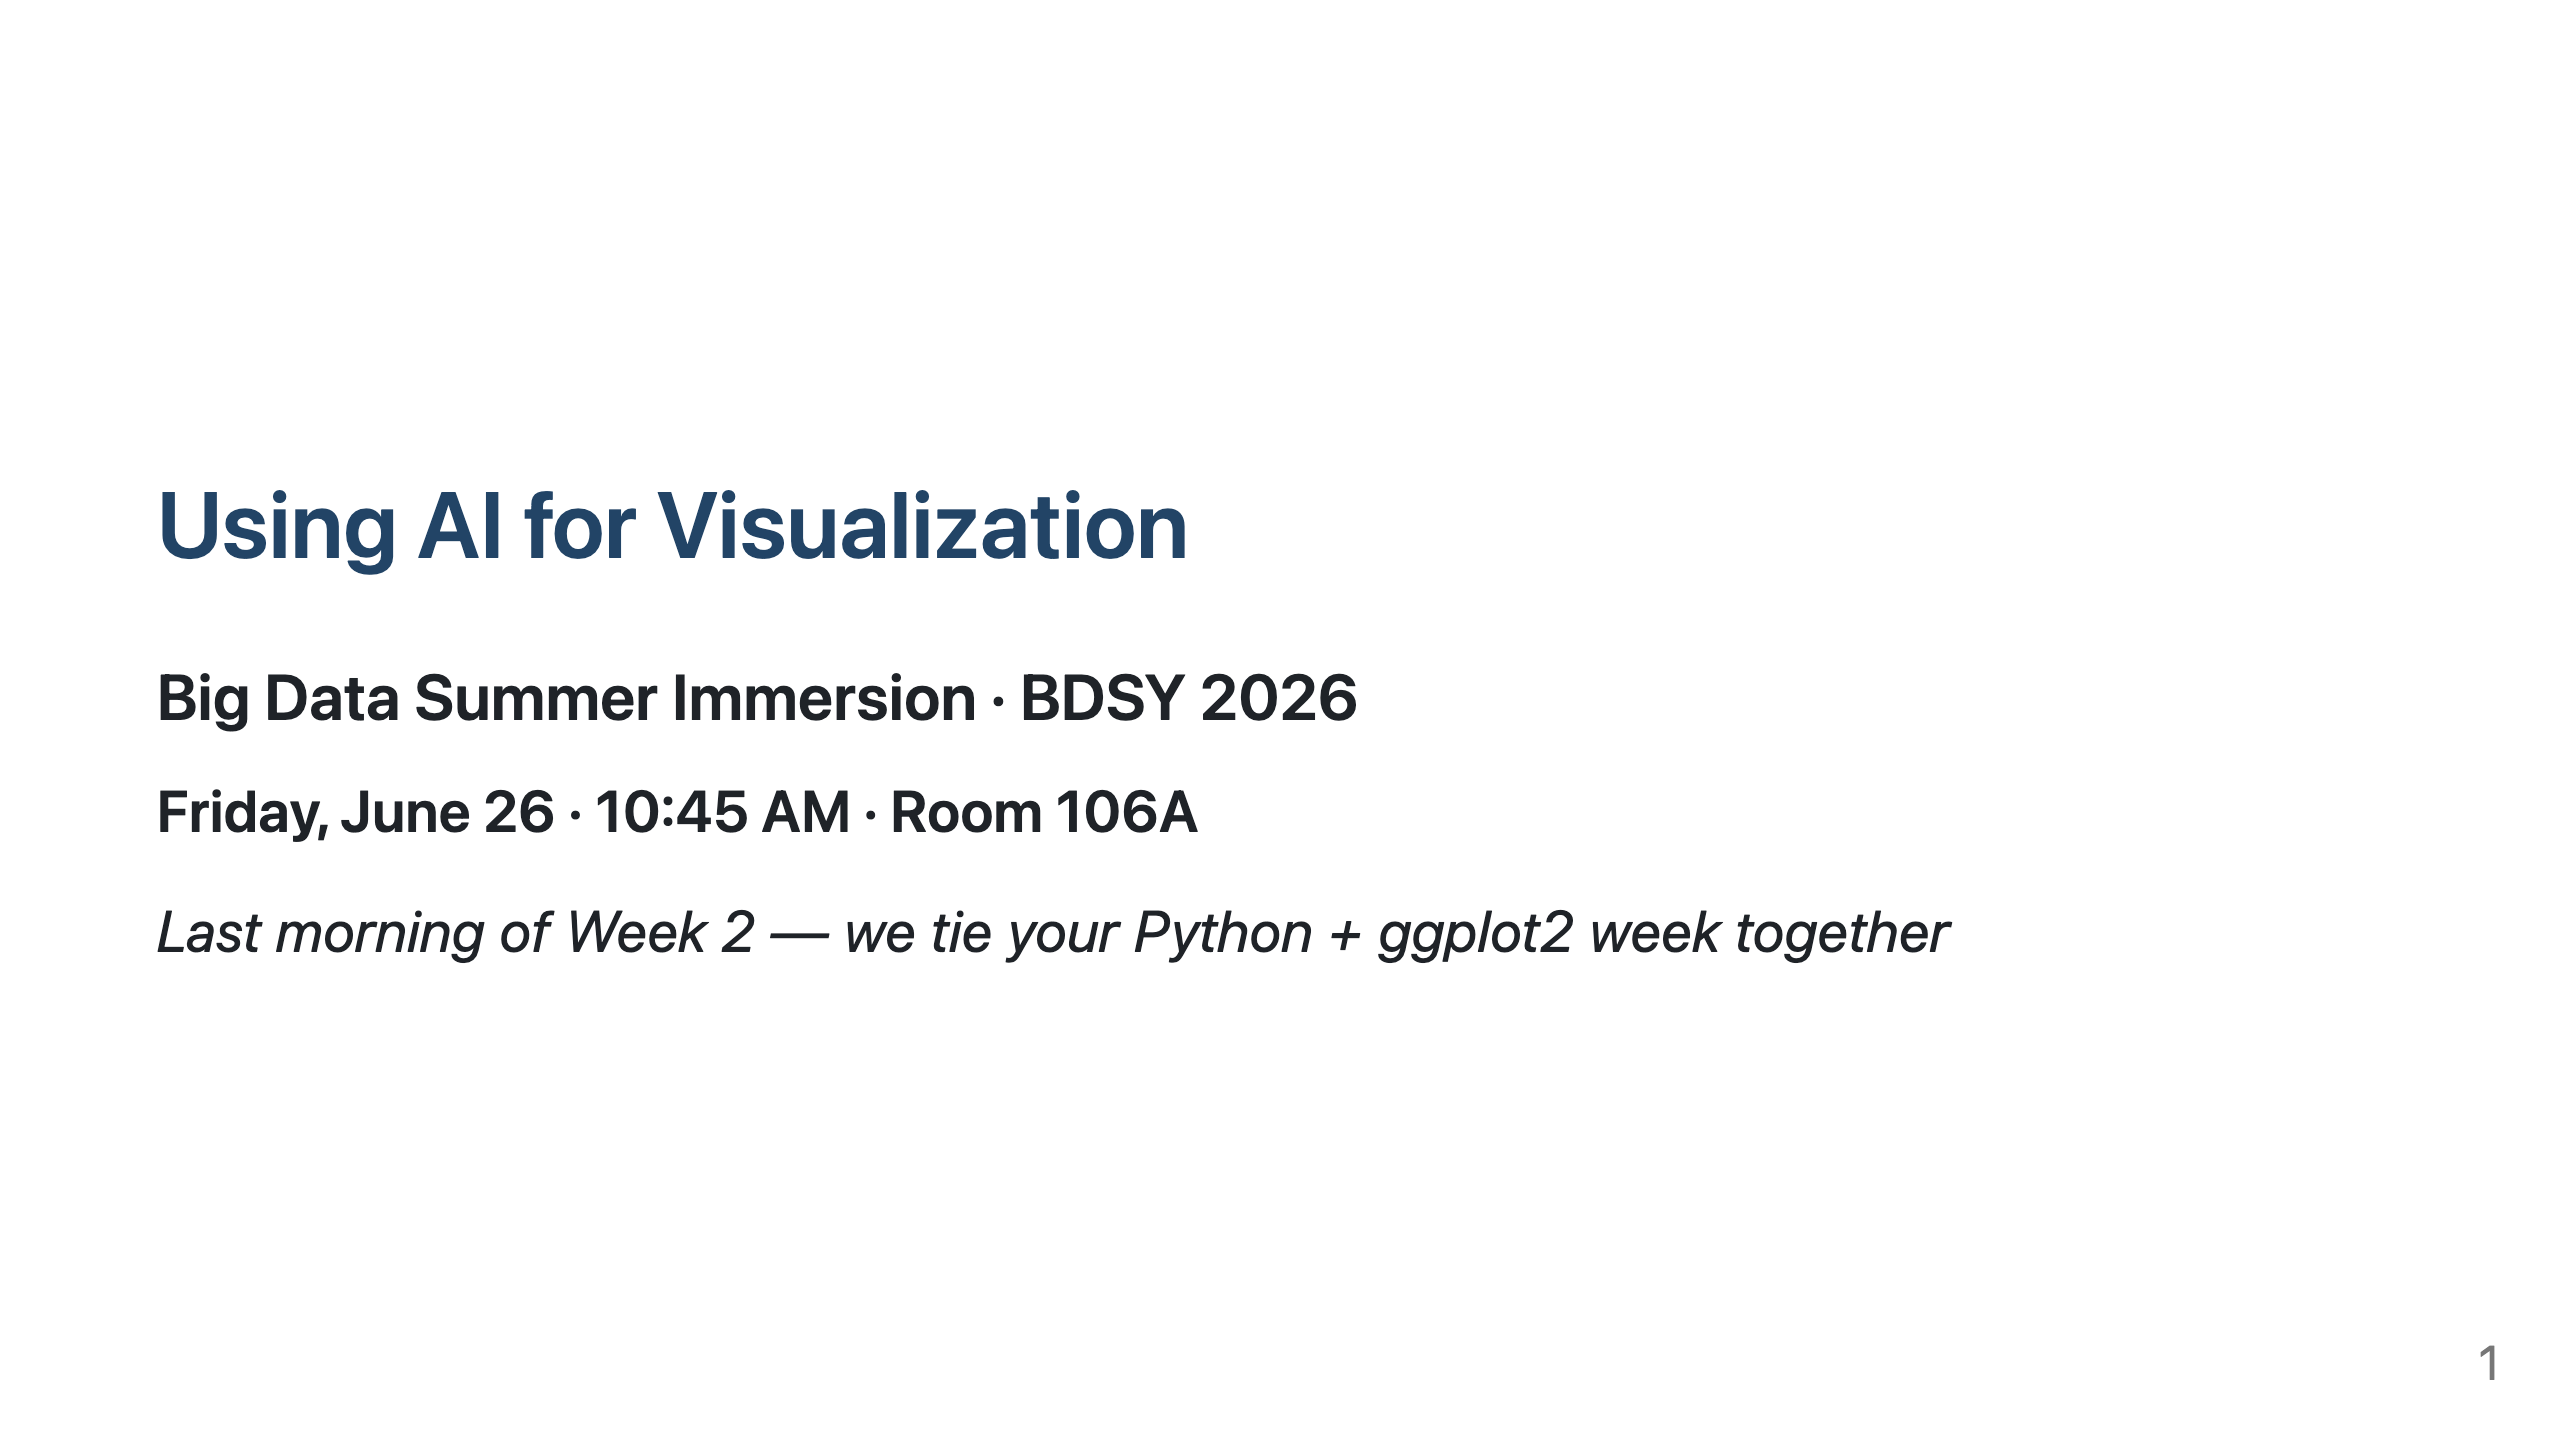 Using AI for Visualization
Big Data Summer Immersion · BDSY 2026
Friday, June 26 · 10:45 AM · Room 106A
Last morning of Week 2 — we tie your Python + ggplot2 week together
1